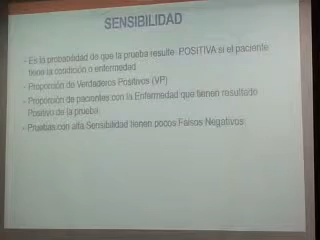 SENSIBILIDAD
- Es la probabilidad de que la prueba resulte POSITIVA si el paciente
tiene la condición o enfermedad
- Proporción de Verdaderos Positivos (VP)
- Proporción de pacientes con la Enfermedad que tienen resultado
Positivo de la prueba.
- Pruebas con alta Sensibilidad tienen pocos Falsos Negativos.